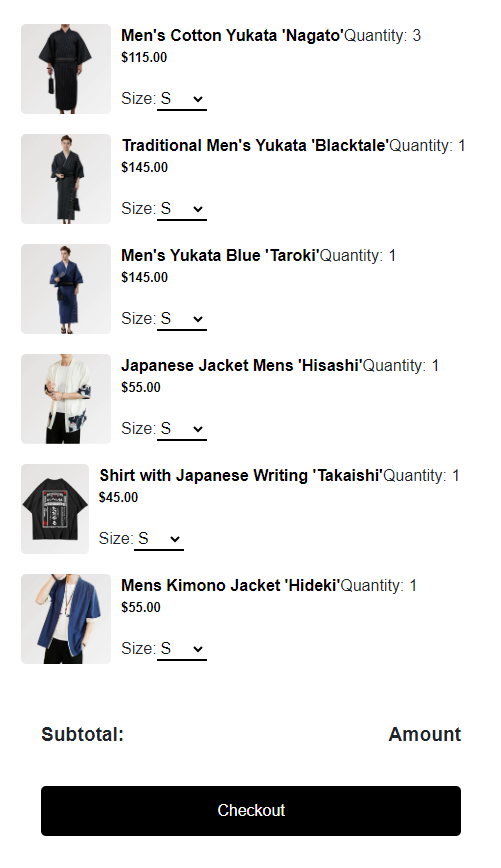 Men's Cotton Yukata 'Nagato'Quantity: 3
$115.00
Size: S
Traditional Men's Yukata 'Blacktale'Quantity: 1
$145.00
Size: S
Men's Yukata Blue 'Taroki'Quantity: 1
$145.00
Size: S
Japanese Jacket Mens 'Hisashi'Quantity: 1
$55.00
Size: S
Shirt with Japanese Writing 'Takaishi'Quantity: 1
$45.00
Size: S
Mens Kimono Jacket 'Hideki'Quantity: 1
$55.00
Size: S
Subtotal: Amount
Checkout